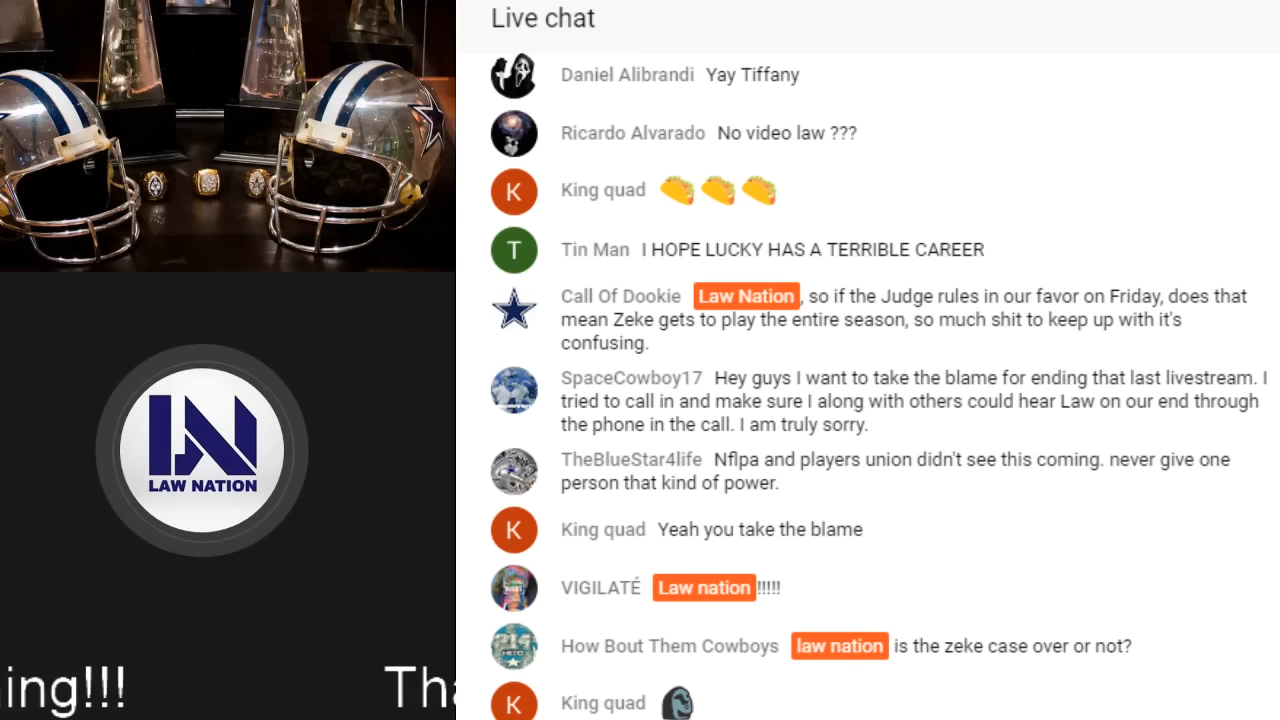 Live chat
Daniel Alibrandi Yay Tiffany
Ricardo Alvarado No video law ???
K King quad 🌮 🌮 🌮
T Tin Man I HOPE LUCKY HAS A TERRIBLE CAREER
Call Of Dookie Law Nation, so if the Judge rules in our favor on Friday, does that
mean Zeke gets to play the entire season, so much shit to keep up with it's
confusing.
SpaceCowboy17 Hey guys I want to take the blame for ending that last livestream. I
tried to call in and make sure I along with others could hear Law on our end through
the phone in the call. I am truly sorry.
TheBlueStar4life Nflpa and players union didn't see this coming. never give one
person that kind of power.
K King quad Yeah you take the blame
VIGILATÉ Law nation!!!!!
How Bout Them Cowboys law nation is the zeke case over or not?
K King quad
LN
LAW NATION
ing!!! Tha